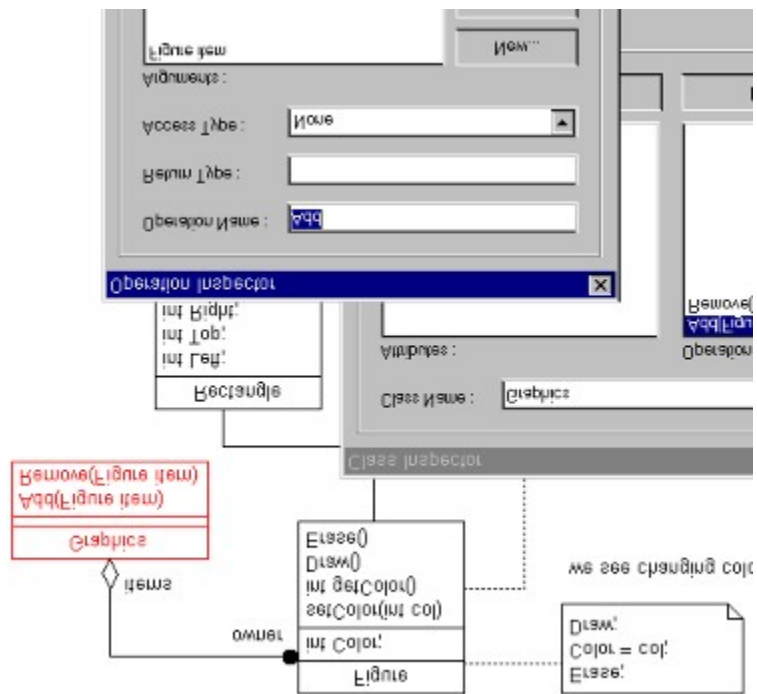 Figure
int Color;
setColor(int col)
int getColor()
Draw()
Erase()
owner
items
Erase;
Color = col;
Draw;
we see changing colo
Graphics
Add(Figure item)
Remove(Figure item)
Class Inspector
Class Name :
Graphics
Attributes :
Operation
Add(Figu
Remove(
Rectangle
int Left;
int Top;
int Right;
Operation Inspector
Operation Name :
Add
Return Type :
Access Type :
None
Arguments :
Figure item
New...